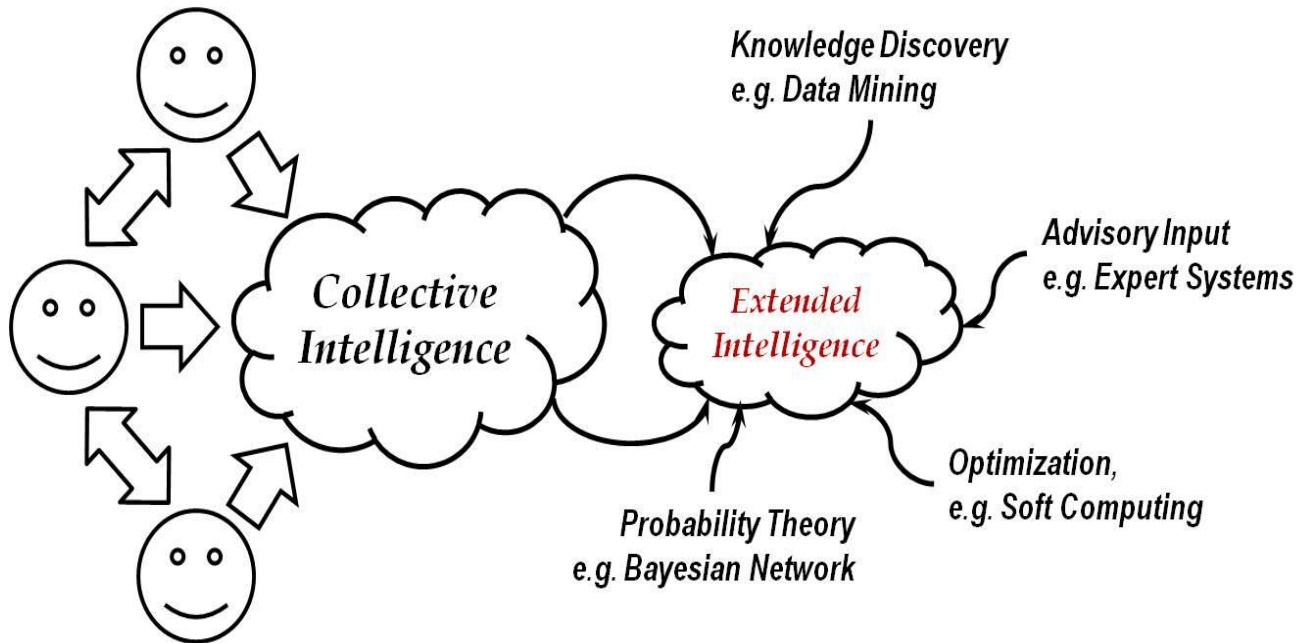 Knowledge Discovery
e.g. Data Mining
Advisory Input
e.g. Expert Systems
Collective
Intelligence
Extended
Intelligence
Optimization,
e.g. Soft Computing
Probability Theory
e.g. Bayesian Network